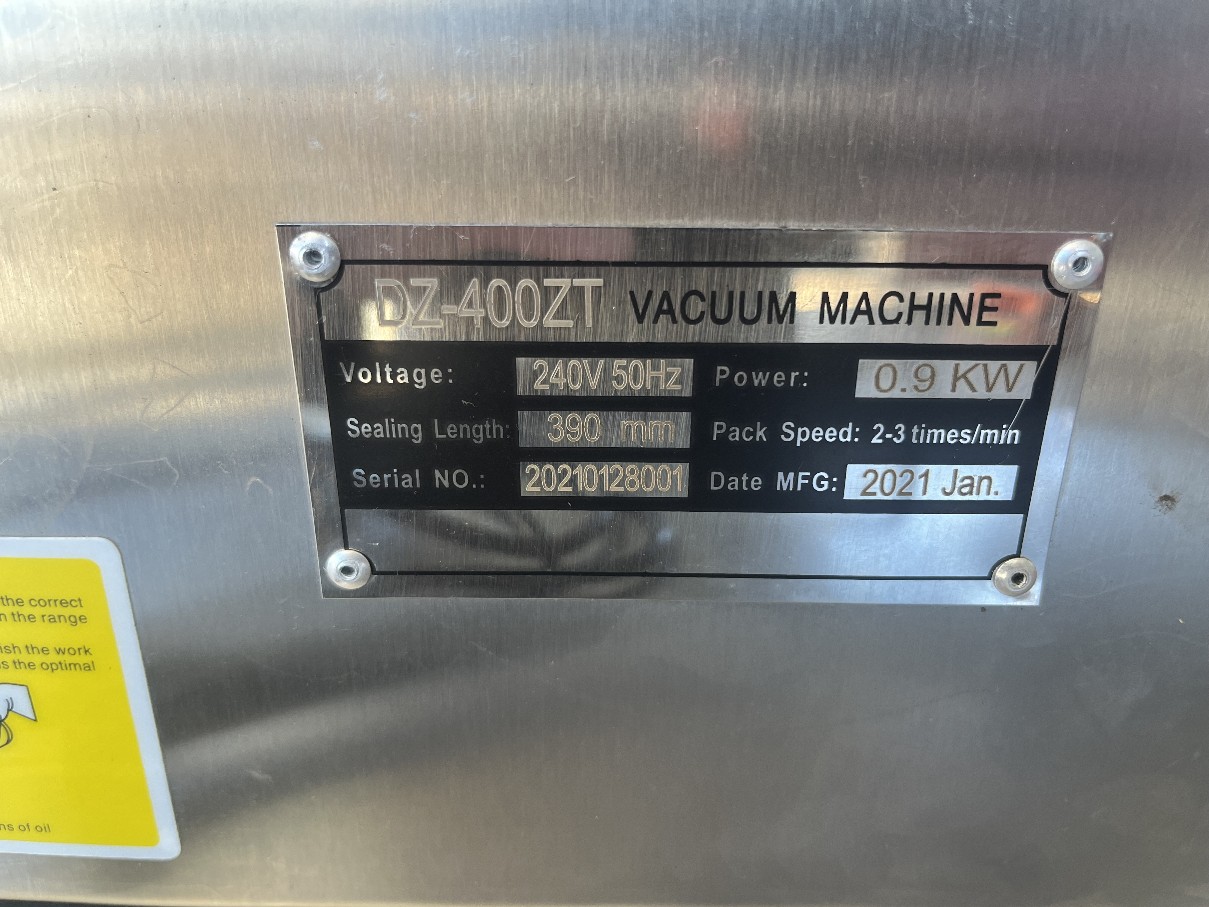 DZ-400ZT VACUUM MACHINE
Voltage: 240V 50Hz Power: 0.9 KW
Sealing Length: 390 mm Pack Speed: 2-3 times/min
Serial NO.: 20210128001 Date MFG: 2021 Jan.
the correct
the range
the work
the optimal
of oil